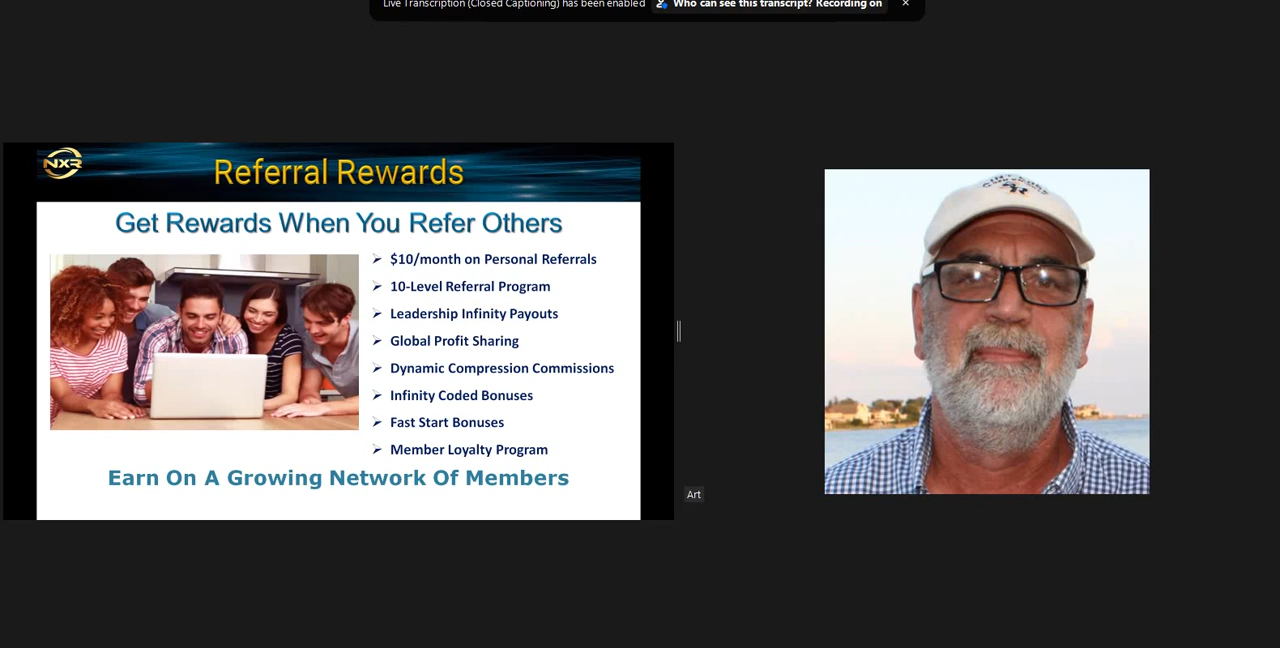 Live Transcription (Closed Captioning) has been enabled
Who can see this transcript? Recording on
NXR
Referral Rewards
Get Rewards When You Refer Others
$10/month on Personal Referrals
10-Level Referral Program
Leadership Infinity Payouts
Global Profit Sharing
Dynamic Compression Commissions
Infinity Coded Bonuses
Fast Start Bonuses
Member Loyalty Program
Earn On A Growing Network Of Members
Art